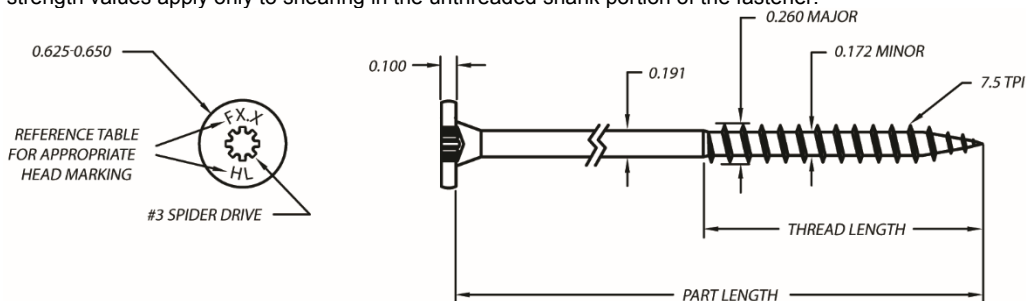 strength values apply only to shearing in the unthreaded shank portion of the fastener.
0.625-0.650
FX.X
REFERENCE TABLE
FOR APPROPRIATE
HEAD MARKING
HL
#3 SPIDER DRIVE
0.100
0.191
0.260 MAJOR
0.172 MINOR
7.5 TPI
THREAD LENGTH
PART LENGTH